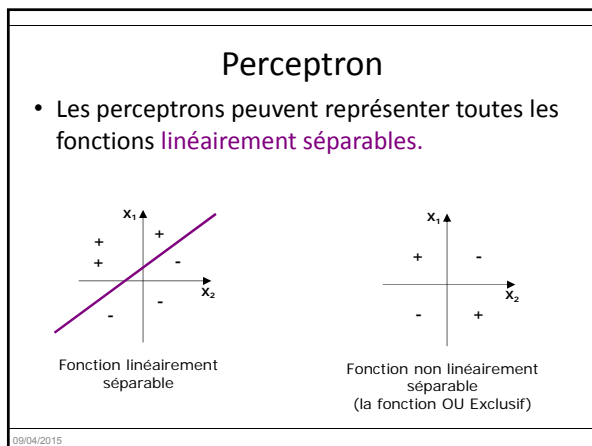 Perceptron
• Les perceptrons peuvent représenter toutes les
fonctions linéairement séparables.
X₁
+
+
+
-
X₂
-
-
Fonction linéairement
séparable
X₁
+ -
X₂
- +
Fonction non linéairement
séparable
(la fonction OU Exclusif)
09/04/2015